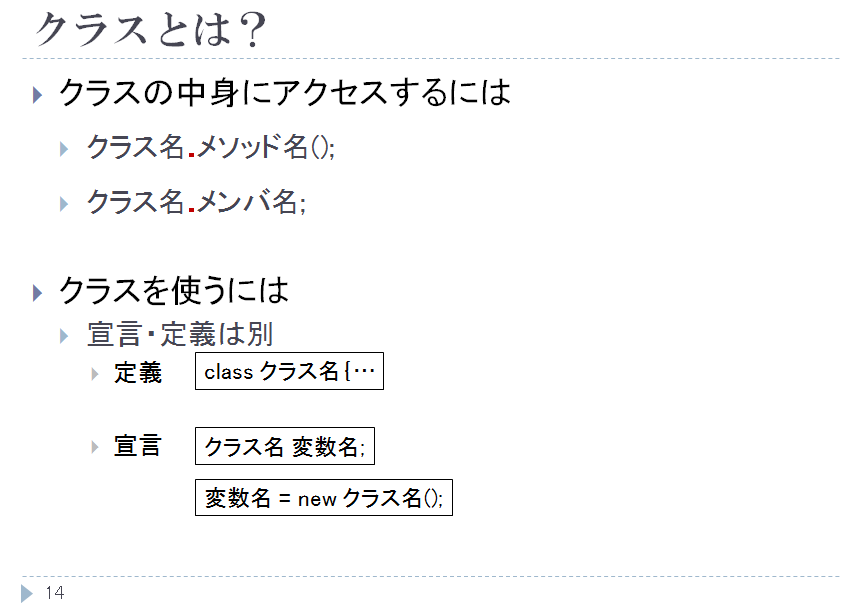 クラスとは？
クラスの中身にアクセスするには
クラス名.メソッド名();
クラス名.メンバ名;
クラスを使うには
宣言・定義は別
定義 class クラス名 {…
宣言 クラス名 変数名;
変数名 = new クラス名();
14